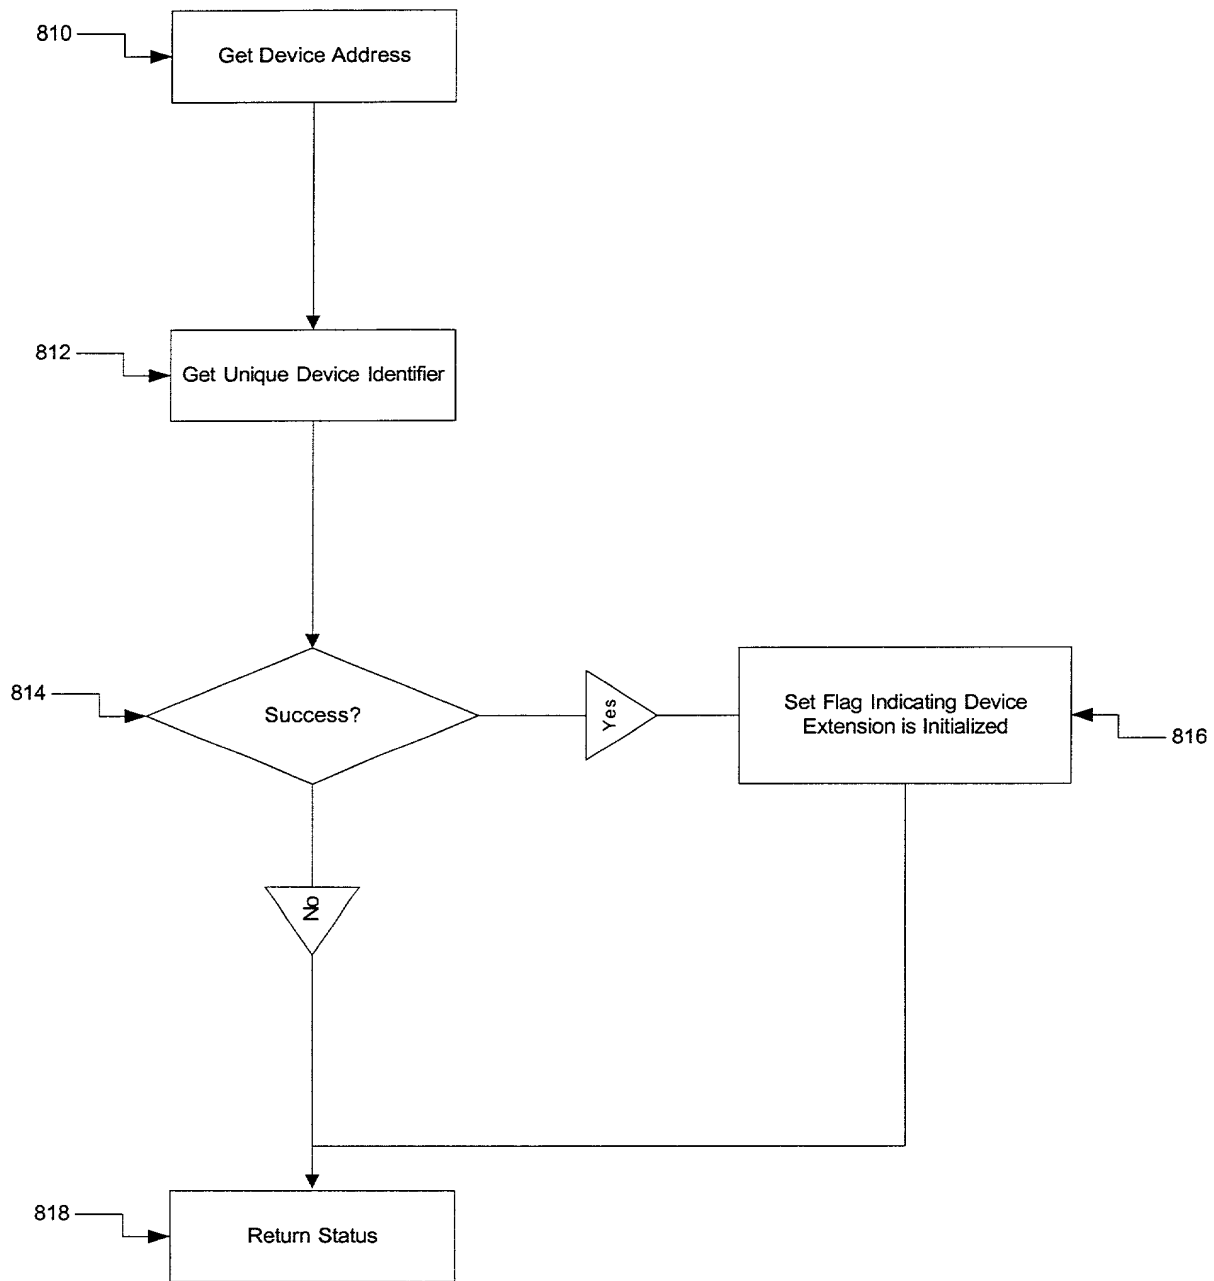 810
Get Device Address
812
Get Unique Device Identifier
814
Success?
Yes
Set Flag Indicating Device
Extension is Initialized
816
No
818
Return Status